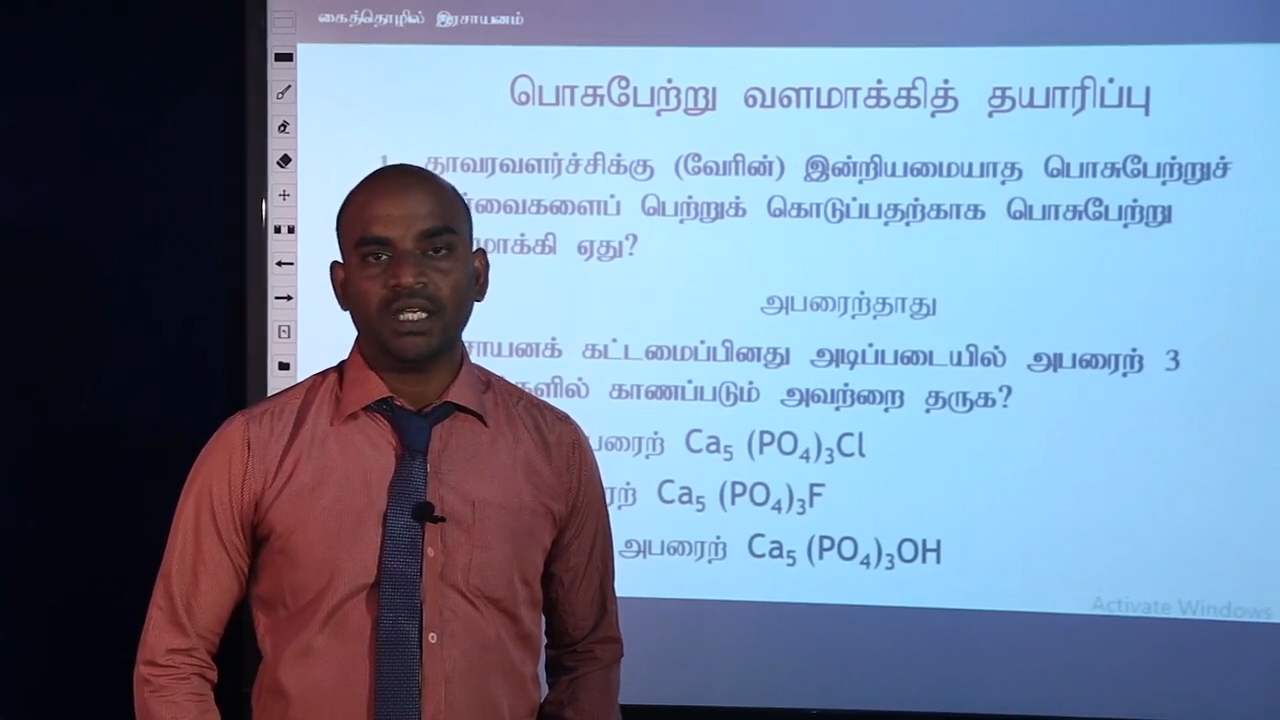 கைத்தொழில் இரசாயனம்
பொசுபேற்று வளமாக்கித் தயாரிப்பு
தாவரவளர்ச்சிக்கு (வேரின்) இன்றியமையாத பொசுபேற்றுச்
பெற்றுக் கொடுப்பதற்காக பொசுபேற்று
ஏது?
அபரைற்தாது
கட்டமைப்பினது அடிப்படையில் அபரைற் 3
காணப்படும் அவற்றை தருக?
Ca₅ (PO₄)₃Cl
Ca₅ (PO₄)₃F
அபரைற் Ca₅ (PO₄)₃OH
Activate Windows